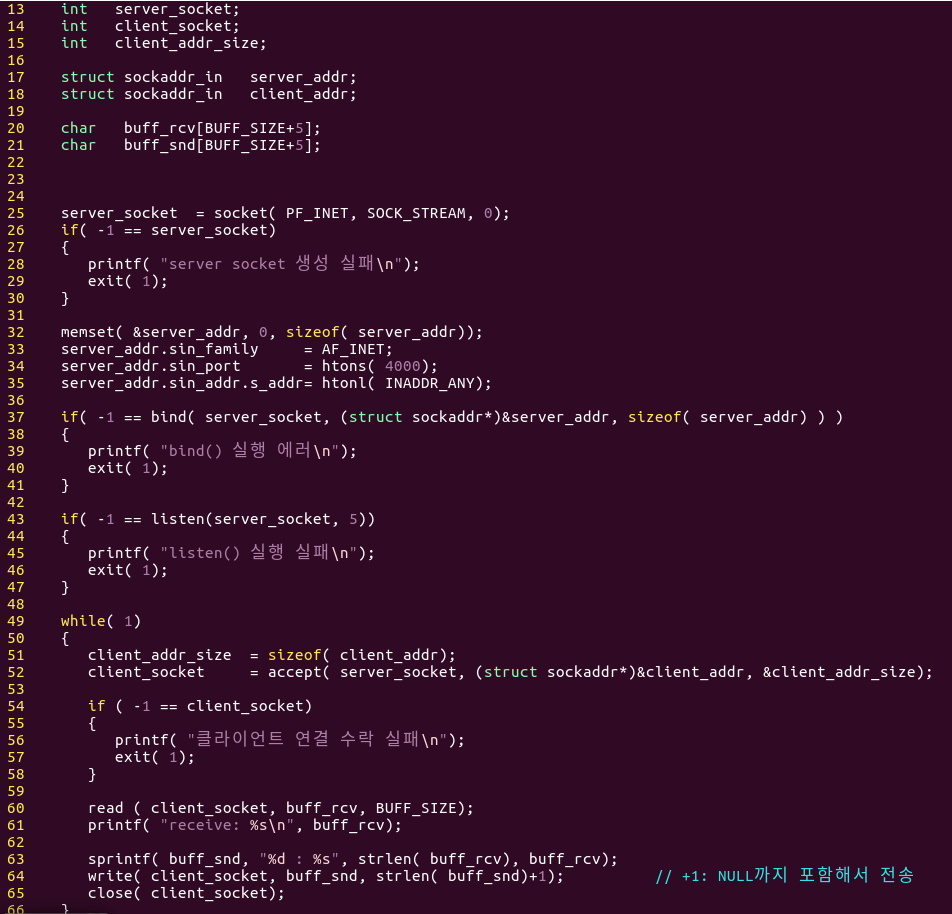 13    int   server_socket;
14    int   client_socket;
15    int   client_addr_size;
16
17    struct sockaddr_in   server_addr;
18    struct sockaddr_in   client_addr;
19
20    char   buff_rcv[BUFF_SIZE+5];
21    char   buff_snd[BUFF_SIZE+5];
22
23
24
25    server_socket  = socket( PF_INET, SOCK_STREAM, 0);
26    if( -1 == server_socket)
27    {
28       printf( "server socket 생성 실패\n");
29       exit( 1);
30    }
31
32    memset( &server_addr, 0, sizeof( server_addr));
33    server_addr.sin_family     = AF_INET;
34    server_addr.sin_port       = htons( 4000);
35    server_addr.sin_addr.s_addr= htonl( INADDR_ANY);
36
37    if( -1 == bind( server_socket, (struct sockaddr*)&server_addr, sizeof( server_addr) ) )
38    {
39       printf( "bind() 실행 에러\n");
40       exit( 1);
41    }
42
43    if( -1 == listen(server_socket, 5))
44    {
45       printf( "listen() 실행 실패\n");
46       exit( 1);
47    }
48
49    while( 1)
50    {
51       client_addr_size  = sizeof( client_addr);
52       client_socket     = accept( server_socket, (struct sockaddr*)&client_addr, &client_addr_size);
53
54       if ( -1 == client_socket)
55       {
56          printf( "클라이언트 연결 수락 실패\n");
57          exit( 1);
58       }
59
60       read ( client_socket, buff_rcv, BUFF_SIZE);
61       printf( "receive: %s\n", buff_rcv);
62
63       sprintf( buff_snd, "%d : %s", strlen( buff_rcv), buff_rcv);
64       write( client_socket, buff_snd, strlen( buff_snd)+1);          // +1: NULL까지 포함해서 전송
65       close( client_socket);
66    }